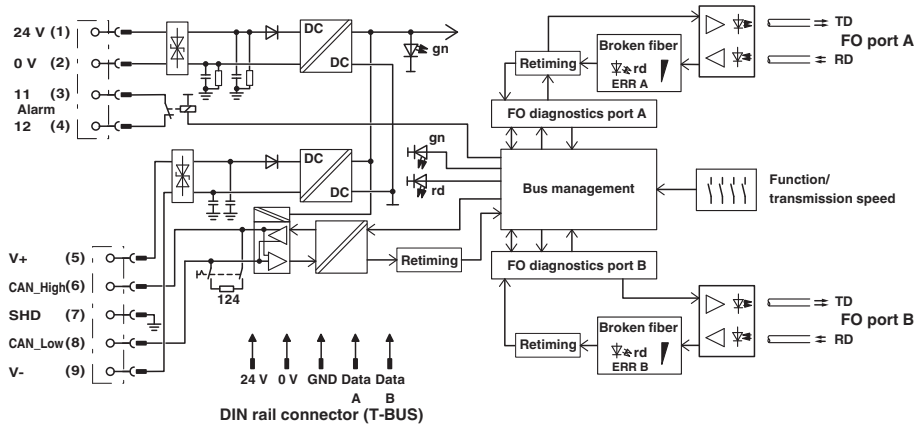 24 V (1)
0 V (2)
11 (3)
Alarm
12 (4)
DC
DC
gn
Retiming
Broken fiber
rd
ERR A
TD
FO port A
RD
FO diagnostics port A
DC
DC
gn
rd
Bus management
Function/
transmission speed
V+ (5)
CAN_High(6)
SHD (7)
CAN_Low(8)
V- (9)
124
Retiming
FO diagnostics port B
Retiming
Broken fiber
rd
ERR B
TD
FO port B
RD
24 V 0 V GND Data Data
A B
DIN rail connector (T-BUS)